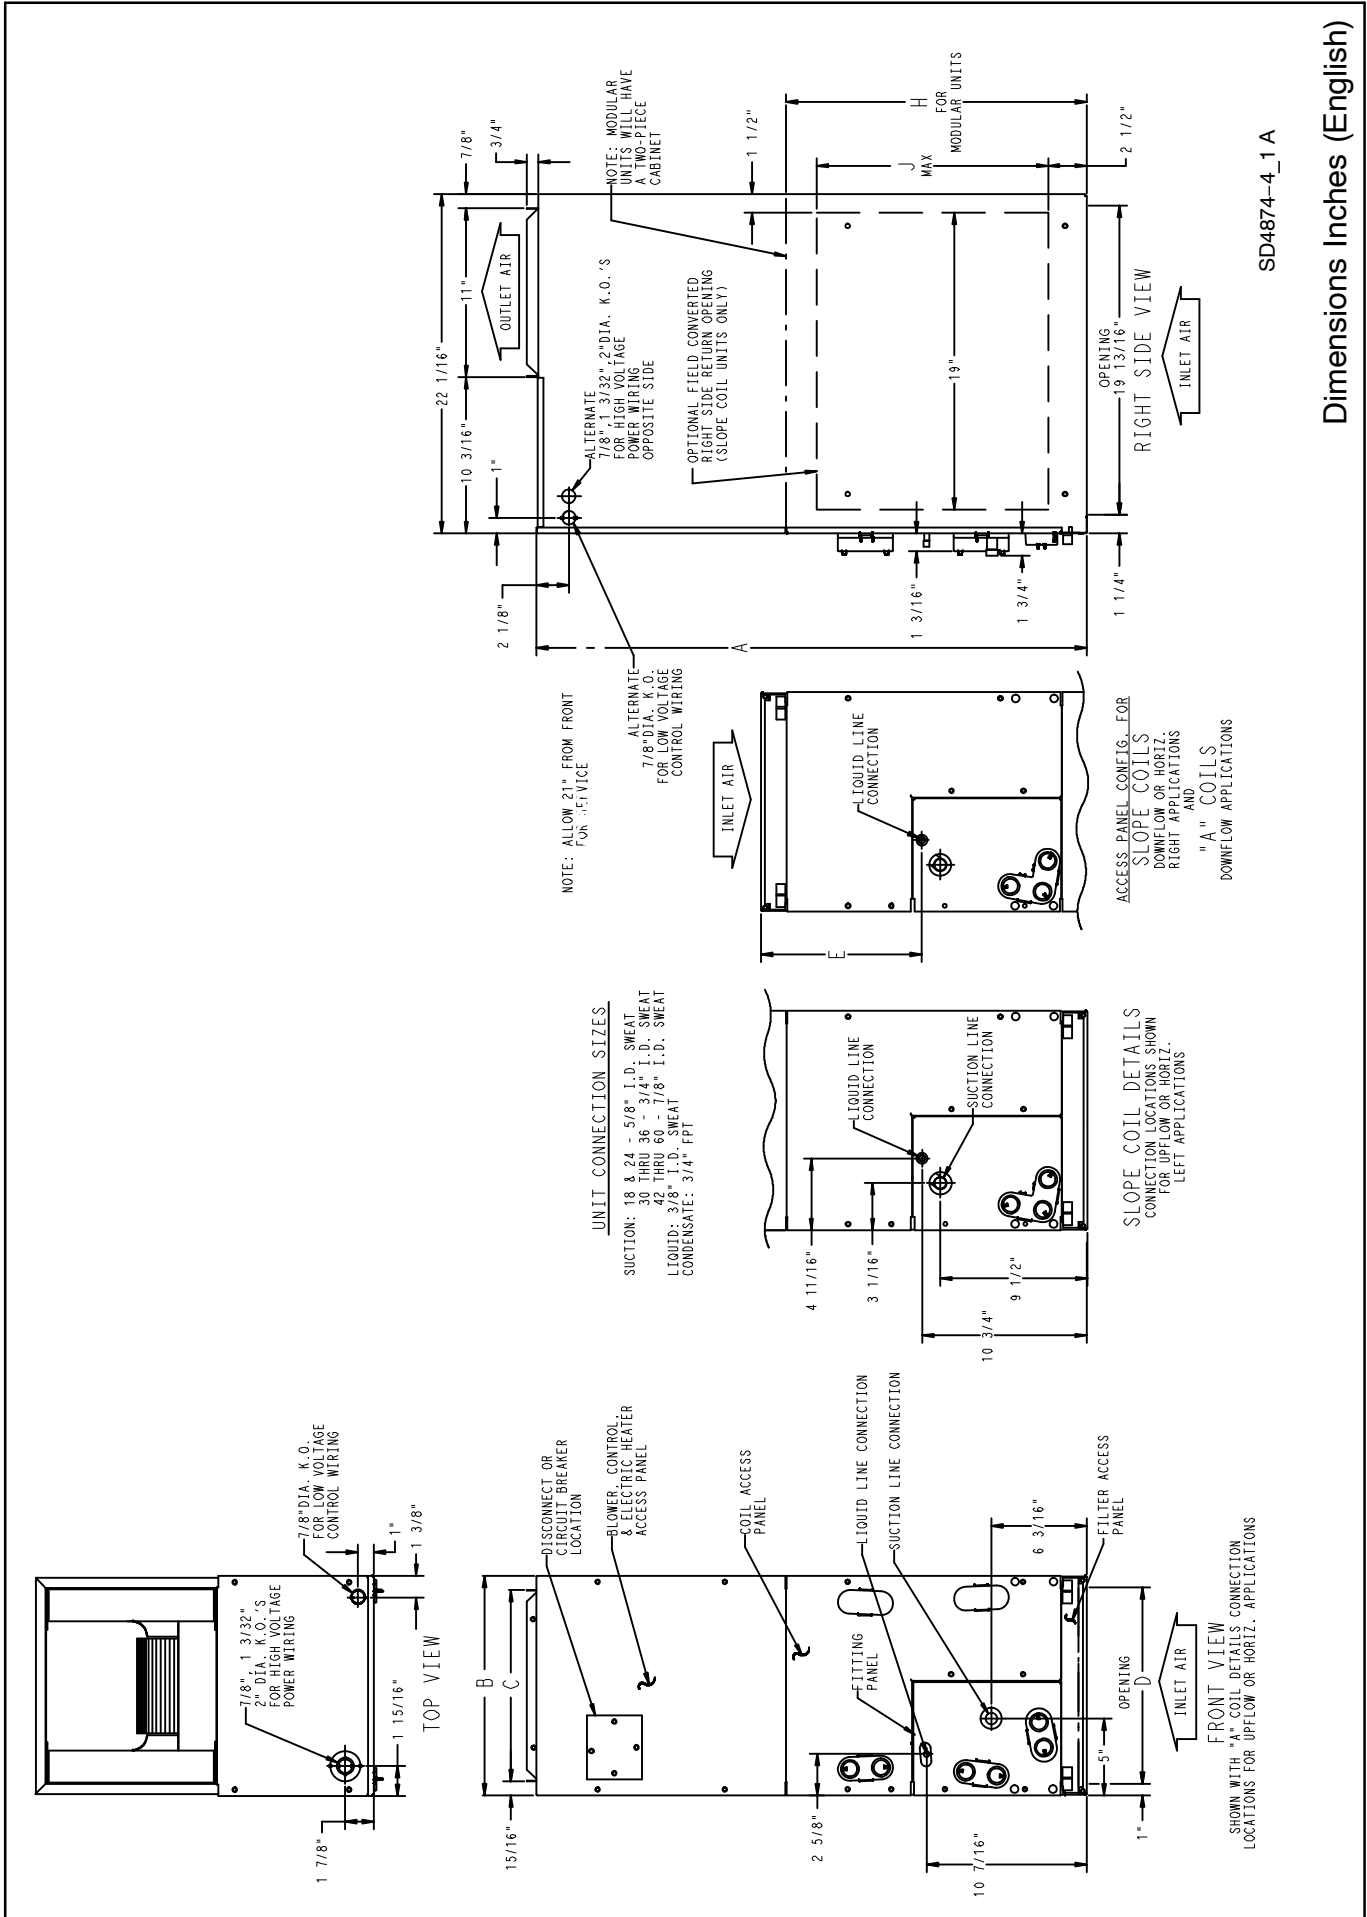 Dimensions Inches (English)
SD4874-4_1 A
7/8", 1 3/32"
2" DIA. K.O.'S
FOR HIGH VOLTAGE
POWER WIRING
7/8"DIA. K.O.
FOR LOW VOLTAGE
CONTROL WIRING
1 7/8"
1 15/16"
1"
1 3/8"
TOP VIEW
15/16"
B
C
DISCONNECT OR
CIRCUIT BREAKER
LOCATION
BLOWER, CONTROL,
& ELECTRIC HEATER
ACCESS PANEL
COIL ACCESS
PANEL
2 5/8"
FITTING
PANEL
LIQUID LINE CONNECTION
SUCTION LINE CONNECTION
10 7/16"
6 3/16"
FILTER ACCESS
PANEL
1"
5"
OPENING
D
INLET AIR
FRONT VIEW
SHOWN WITH "A" COIL DETAILS CONNECTION
LOCATIONS FOR UPFLOW OR HORIZ. APPLICATIONS
UNIT CONNECTION SIZES
SUCTION: 18 & 24 - 5/8" I.D. SWEAT
30 THRU 36 - 3/4" I.D. SWEAT
42 THRU 60 - 7/8" I.D. SWEAT
LIQUID: 3/8" I.D. SWEAT
CONDENSATE: 3/4" FPT
4 11/16"
3 1/16"
LIQUID LINE
CONNECTION
SUCTION LINE
CONNECTION
10 3/4"
9 1/2"
SLOPE COIL DETAILS
CONNECTION LOCATIONS SHOWN
FOR UPFLOW OR HORIZ.
LEFT APPLICATIONS
NOTE: ALLOW 21" FROM FRONT
FOR SERVICE
INLET AIR
E
LIQUID LINE
CONNECTION
ACCESS PANEL CONFIG. FOR
SLOPE COILS
DOWNFLOW OR HORIZ.
RIGHT APPLICATIONS
AND
"A" COILS
DOWNFLOW APPLICATIONS
22 1/16"
7/8"
10 3/16"
11"
3/4"
1"
OUTLET AIR
2 1/8"
ALTERNATE
7/8"DIA. K.O.
FOR LOW VOLTAGE
CONTROL WIRING
ALTERNATE
7/8",1 3/32",2"DIA. K.O.'S
FOR HIGH VOLTAGE
POWER WIRING
OPPOSITE SIDE
NOTE: MODULAR
UNITS WILL HAVE
A TWO-PIECE
CABINET
OPTIONAL FIELD CONVERTED
RIGHT SIDE RETURN OPENING
(SLOPE COIL UNITS ONLY)
A
1 1/2"
19"
J
MAX
H
FOR
MODULAR UNITS
1 3/16"
1 3/4"
1 1/4"
2 1/2"
OPENING
19 13/16"
RIGHT SIDE VIEW
INLET AIR